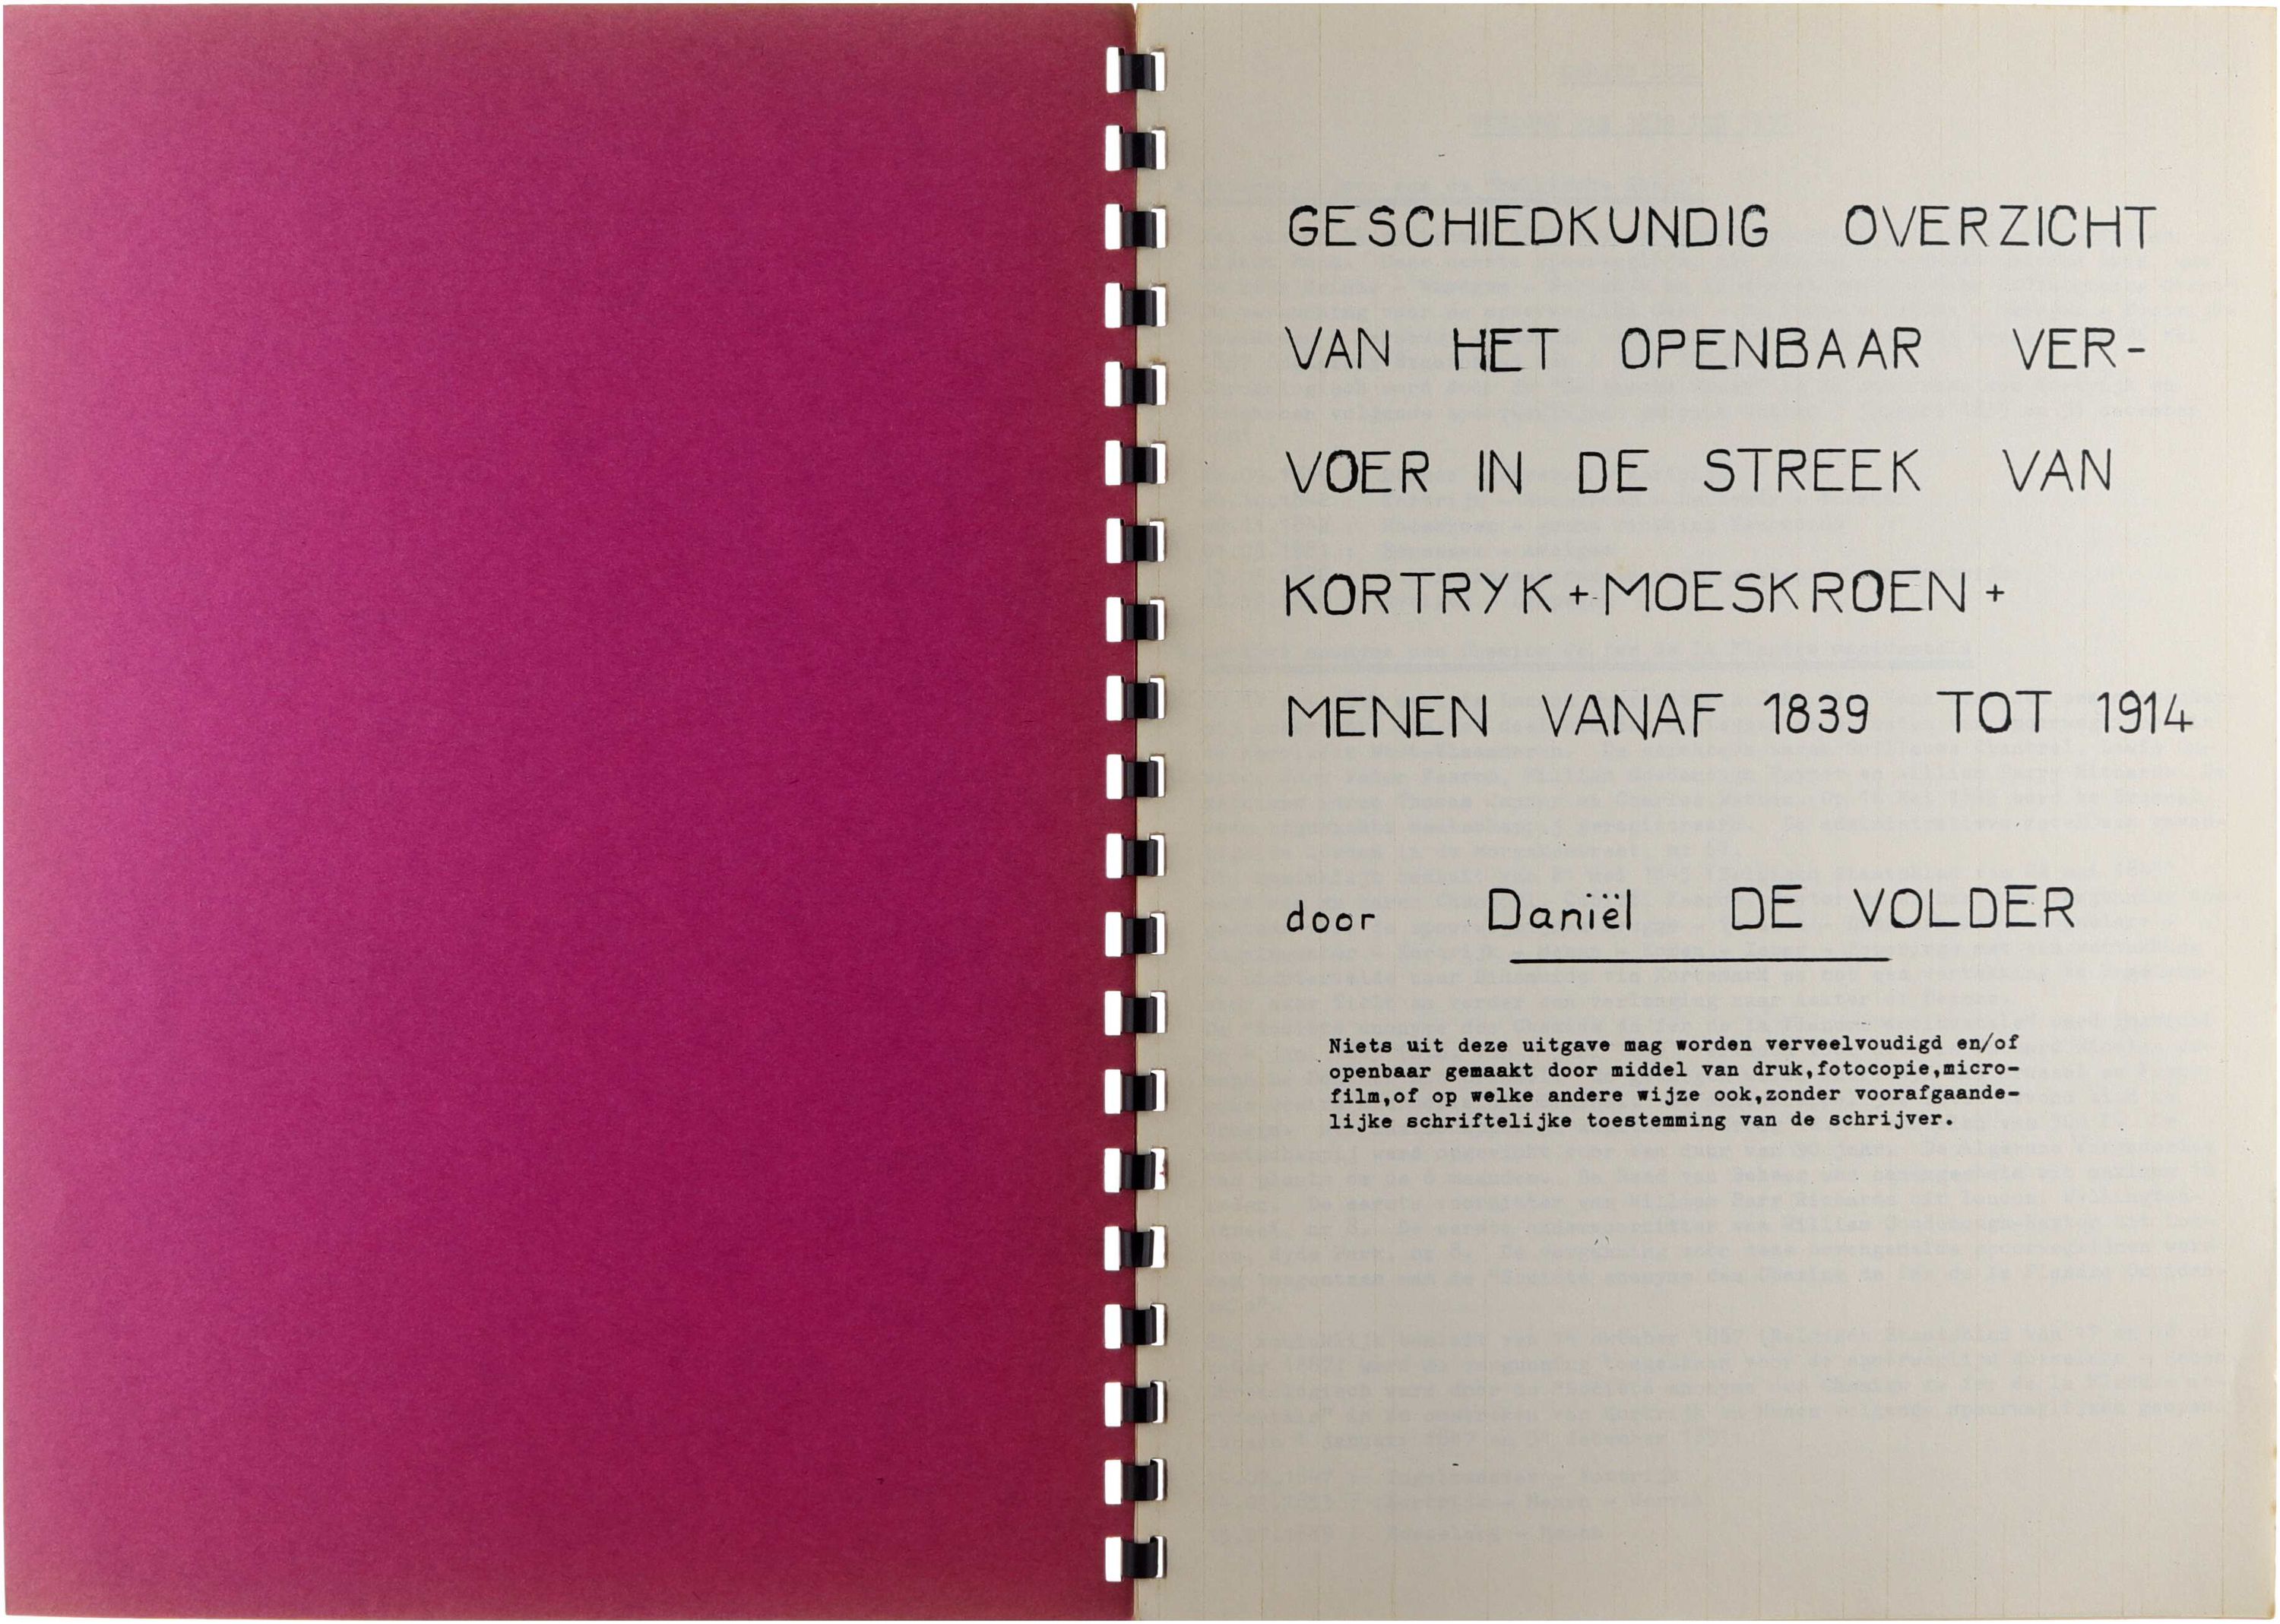 GESCHIEDKUNDIG OVERZICHT
VAN HET OPENBAAR VER-
VOER IN DE STREEK VAN
KORTRYK + MOESKROEN +
MENEN VANAF 1839 TOT 1914
door Daniël DE VOLDER
Niets uit deze uitgave mag worden verveelvoudigd en/of
openbaar gemaakt door middel van druk,fotocopie,micro-
film,of op welke andere wijze ook,zonder voorafgaande-
lijke schriftelijke toestemming van de schrijver.